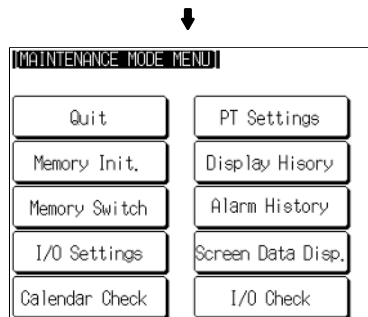 [MAINTENANCE MODE MENU]
Quit
PT Settings
Memory Init.
Display Hisory
Memory Switch
Alarm History
I/O Settings
Screen Data Disp.
Calendar Check
I/O Check